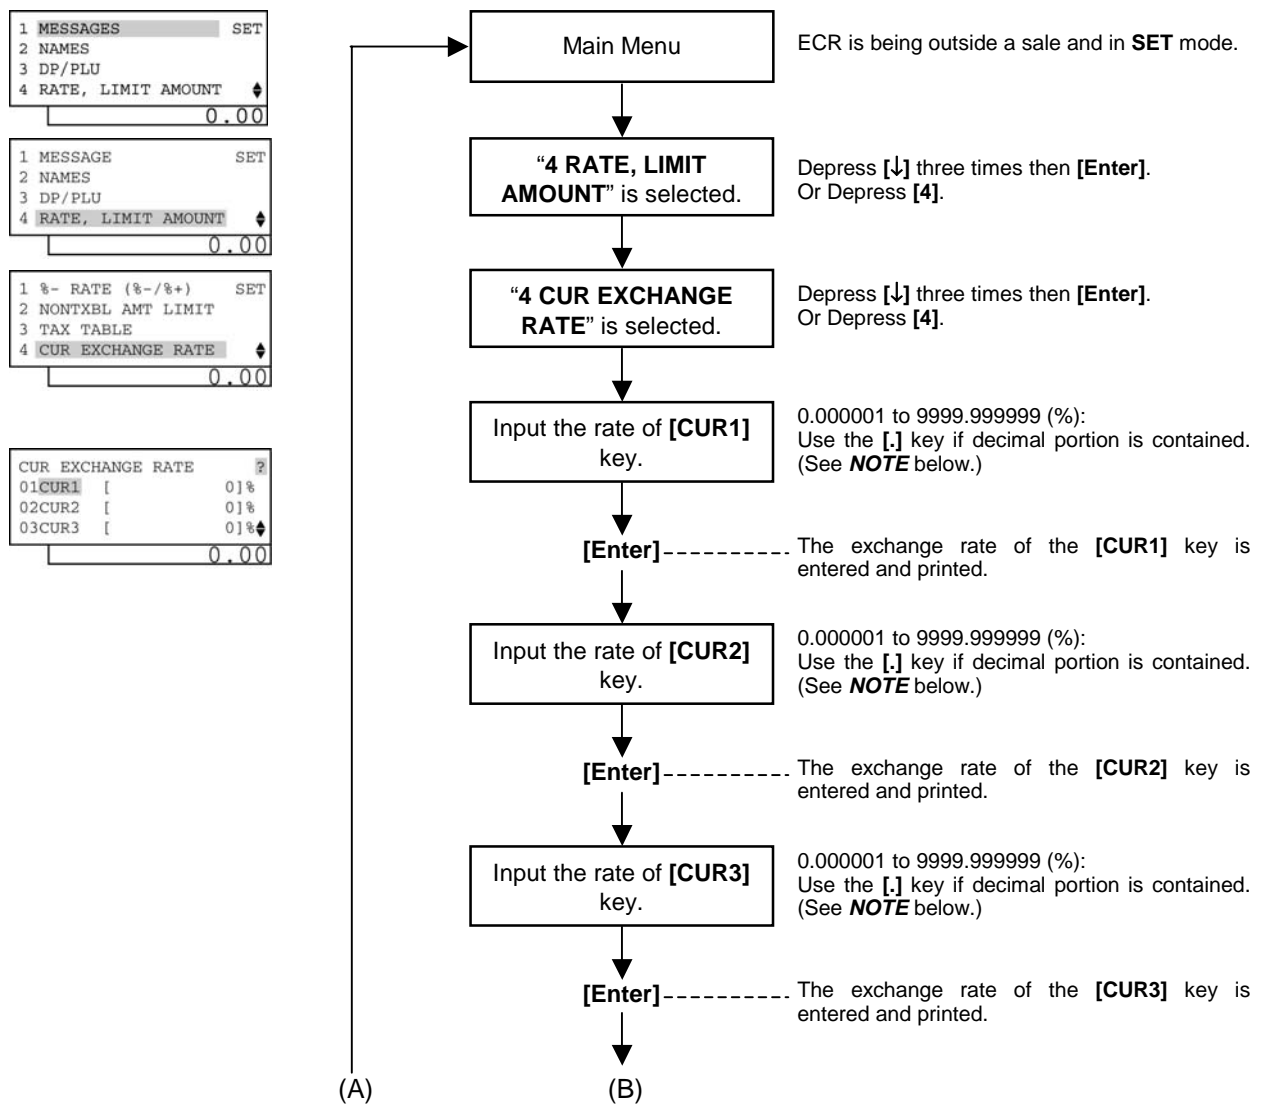 1 MESSAGES SET
2 NAMES
3 DP/PLU
4 RATE, LIMIT AMOUNT
0.00
1 MESSAGE SET
2 NAMES
3 DP/PLU
4 RATE, LIMIT AMOUNT
0.00
1 %- RATE (%-/%+) SET
2 NONTXBL AMT LIMIT
3 TAX TABLE
4 CUR EXCHANGE RATE
0.00
CUR EXCHANGE RATE ?
01CUR1 [ 0]%
02CUR2 [ 0]%
03CUR3 [ 0]%
0.00
Main Menu
ECR is being outside a sale and in SET mode.
“4 RATE, LIMIT
AMOUNT” is selected.
Depress [↓] three times then [Enter].
Or Depress [4].
“4 CUR EXCHANGE
RATE” is selected.
Depress [↓] three times then [Enter].
Or Depress [4].
Input the rate of [CUR1]
key.
0.000001 to 9999.999999 (%):
Use the [.] key if decimal portion is contained.
(See NOTE below.)
[Enter]
The exchange rate of the [CUR1] key is
entered and printed.
Input the rate of [CUR2]
key.
0.000001 to 9999.999999 (%):
Use the [.] key if decimal portion is contained.
(See NOTE below.)
[Enter]
The exchange rate of the [CUR2] key is
entered and printed.
Input the rate of [CUR3]
key.
0.000001 to 9999.999999 (%):
Use the [.] key if decimal portion is contained.
(See NOTE below.)
[Enter]
The exchange rate of the [CUR3] key is
entered and printed.
(A)
(B)